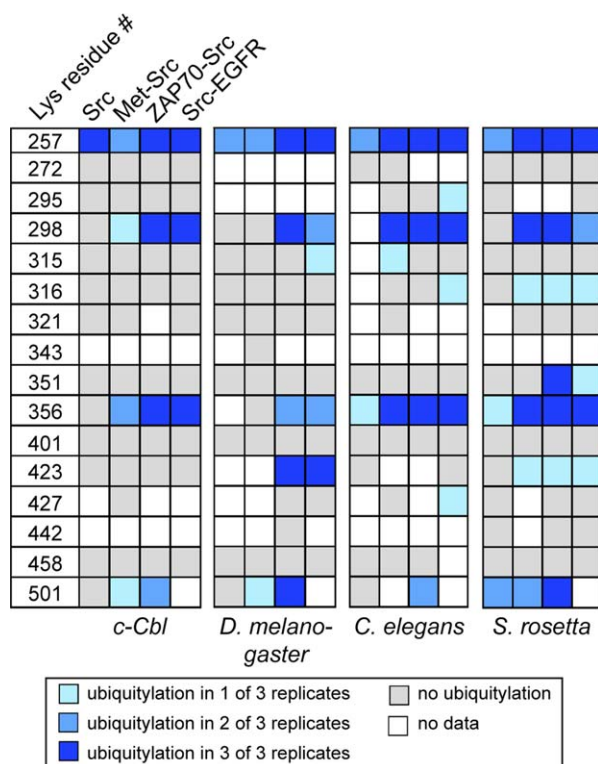 Lys residue #
Src
Met-Src
ZAP70-Src
Src-EGFR
257
272
295
298
315
316
321
343
351
356
401
423
427
442
458
501
c-Cbl
D. melano-
gaster
C. elegans
S. rosetta
ubiquitylation in 1 of 3 replicates
ubiquitylation in 2 of 3 replicates
ubiquitylation in 3 of 3 replicates
no ubiquitylation
no data